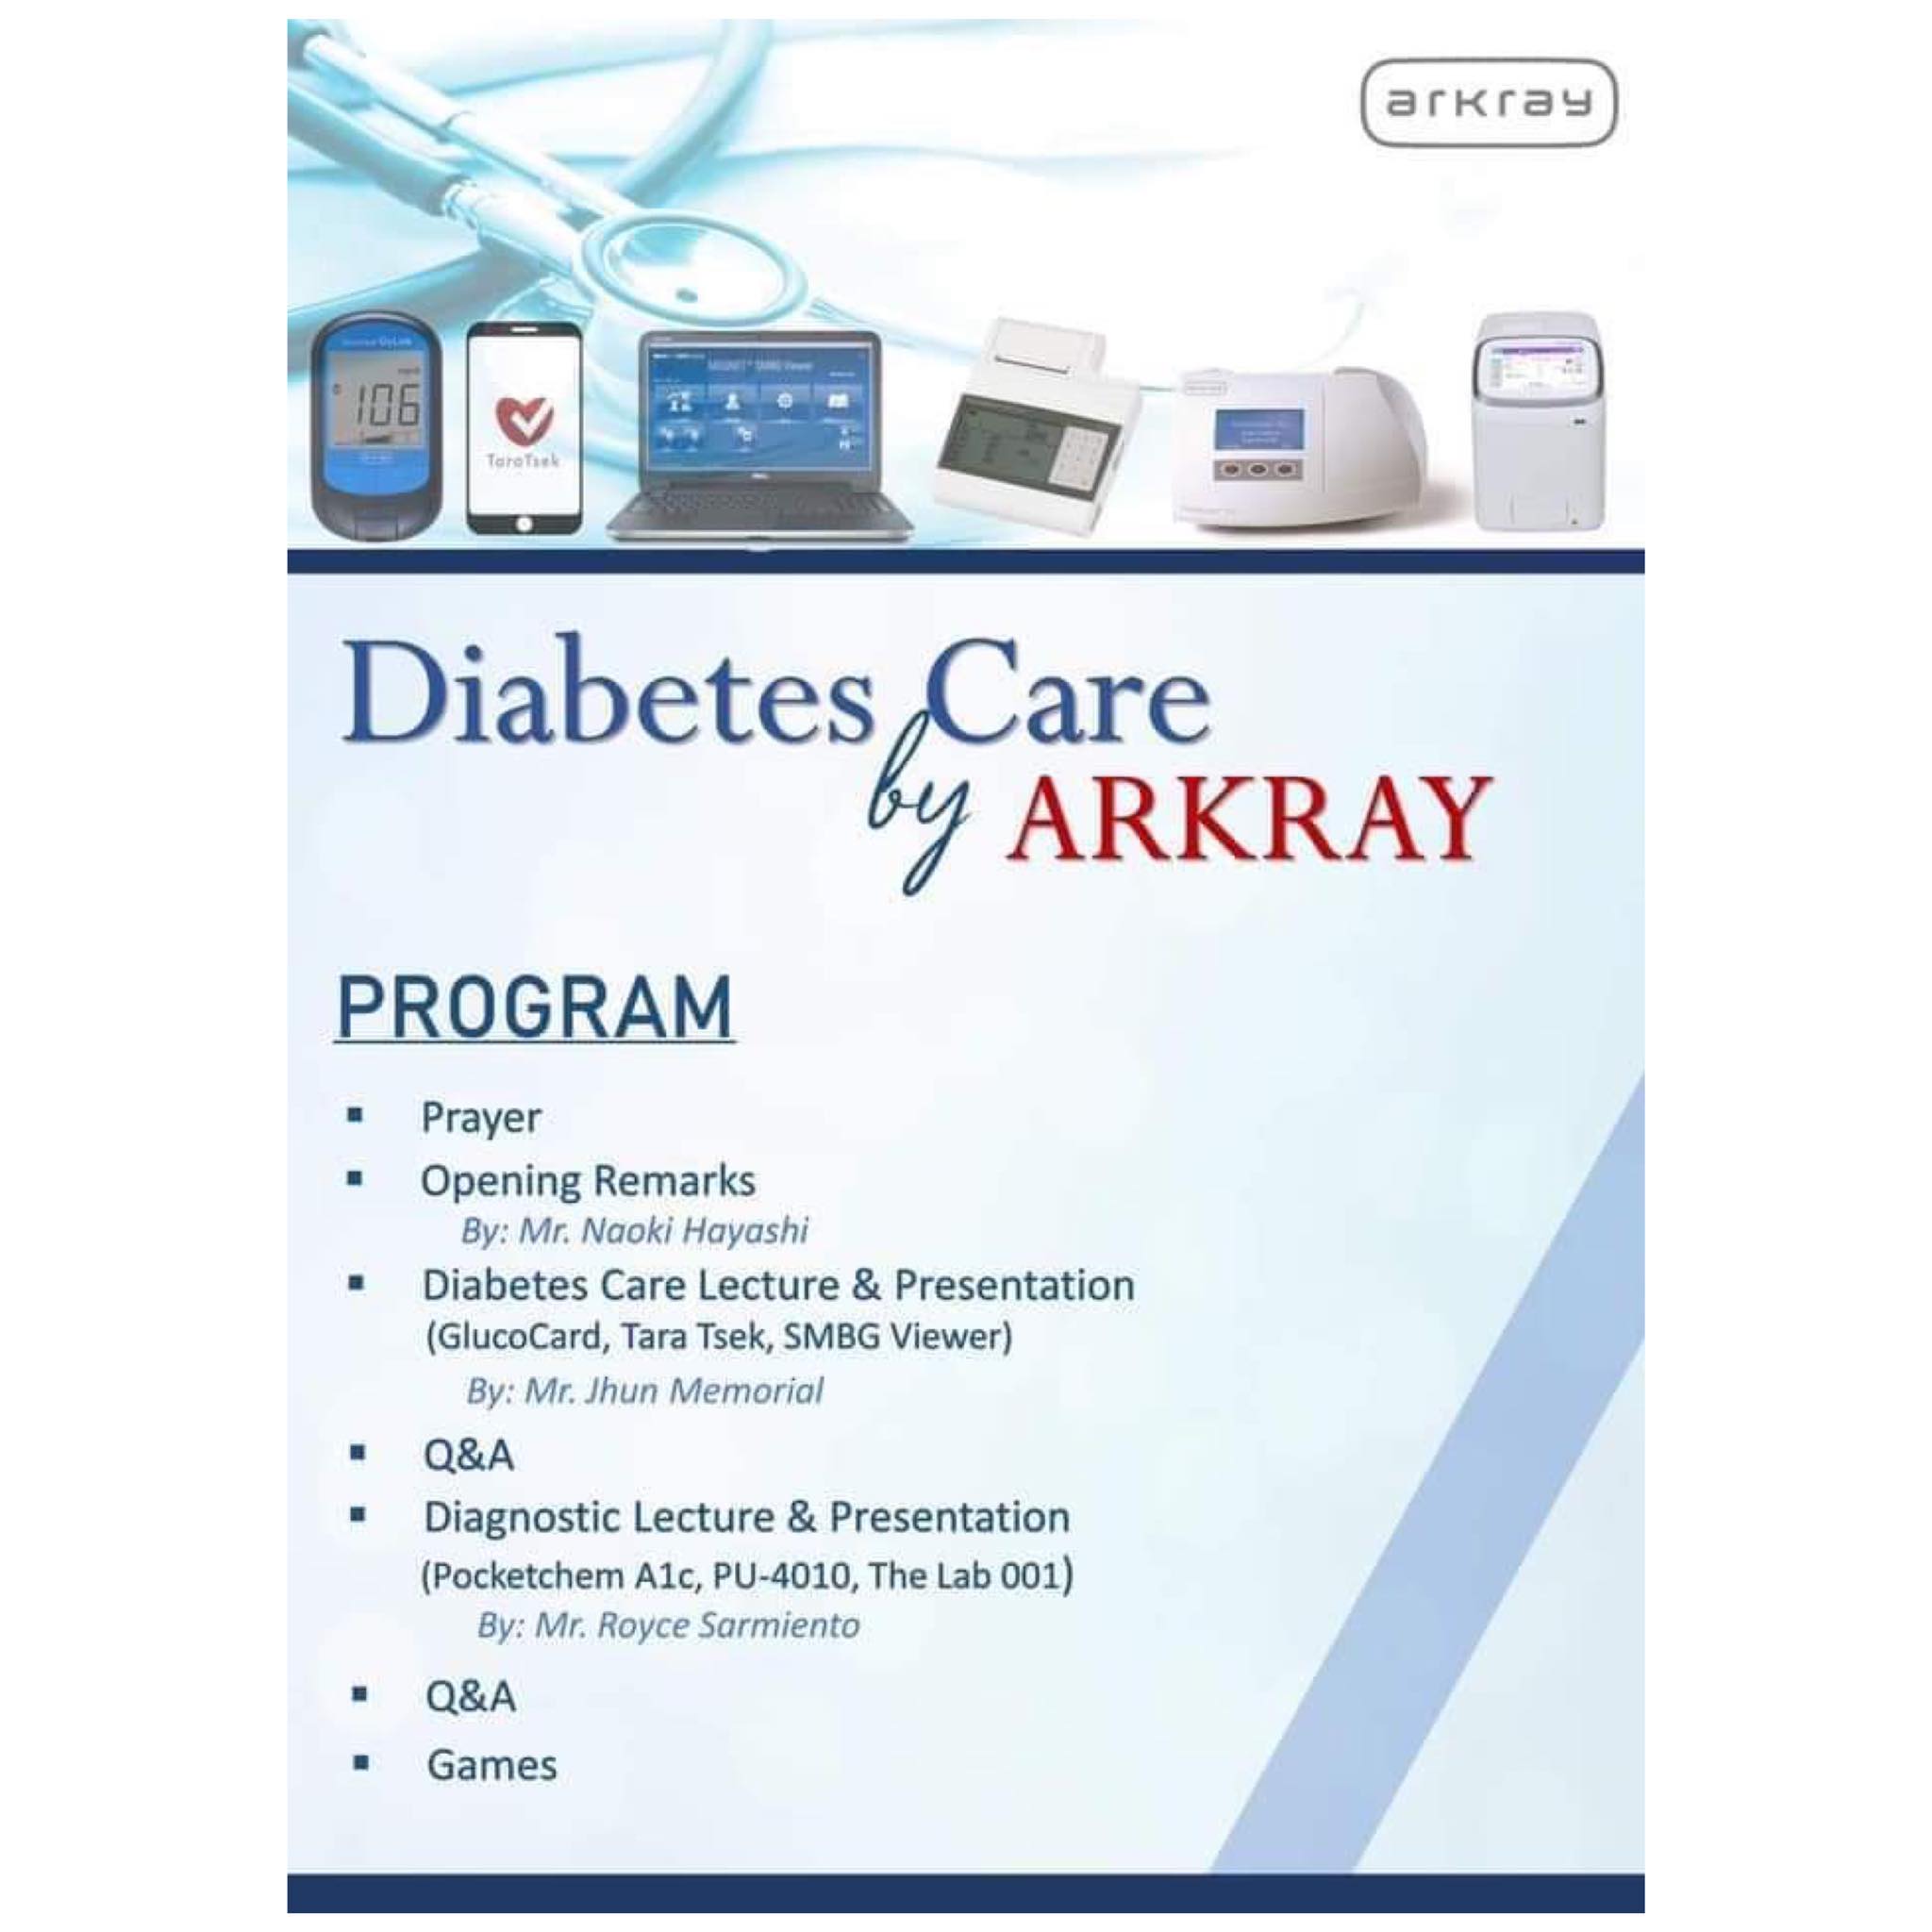 arkray
106
TaraTsek
SMBG Viewer
Diabetes Care
by ARKRAY
PROGRAM
▪ Prayer
▪ Opening Remarks
By: Mr. Naoki Hayashi
▪ Diabetes Care Lecture & Presentation
(GlucoCard, Tara Tsek, SMBG Viewer)
By: Mr. Jhun Memorial
▪ Q&A
▪ Diagnostic Lecture & Presentation
(Pocketchem A1c, PU-4010, The Lab 001)
By: Mr. Royce Sarmiento
▪ Q&A
▪ Games